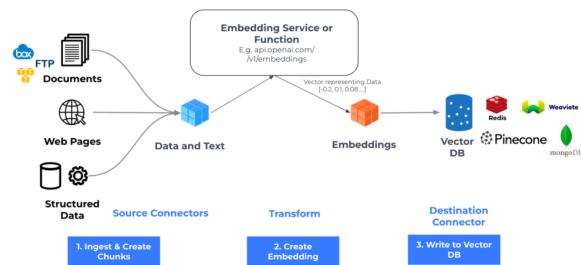 box
FTP
Documents
Web Pages
Structured
Data
Data and Text
Embedding Service or
Function
E.g. api.openai.com/
/v1/embeddings
Vector representing Data
[-0.2, 0.1, 0.08.....]
Embeddings
Vector
DB
Redis
Weaviate
Pinecone
mongoDB
Source Connectors
Transform
Destination
Connector
1. Ingest & Create
Chunks
2. Create
Embedding
3. Write to Vector
DB